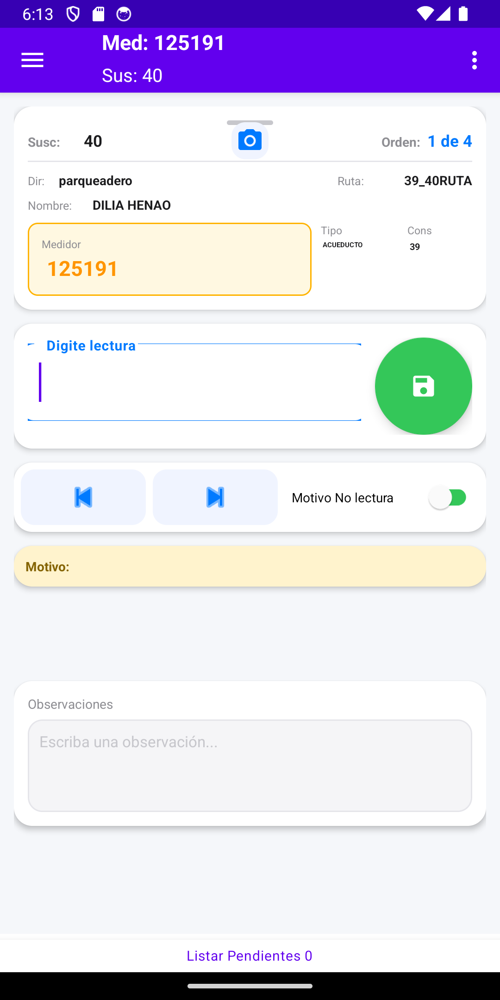 6:13
Med: 125191
Sus: 40
Susc: 40 Orden: 1 de 4
Dir: parqueadero Ruta: 39_40RUTA
Nombre: DILIA HENAO
Medidor Tipo Cons
125191 ACUEDUCTO 39
Digite lectura
Motivo No lectura
Motivo:
Observaciones
Escriba una observación...
Listar Pendientes 0